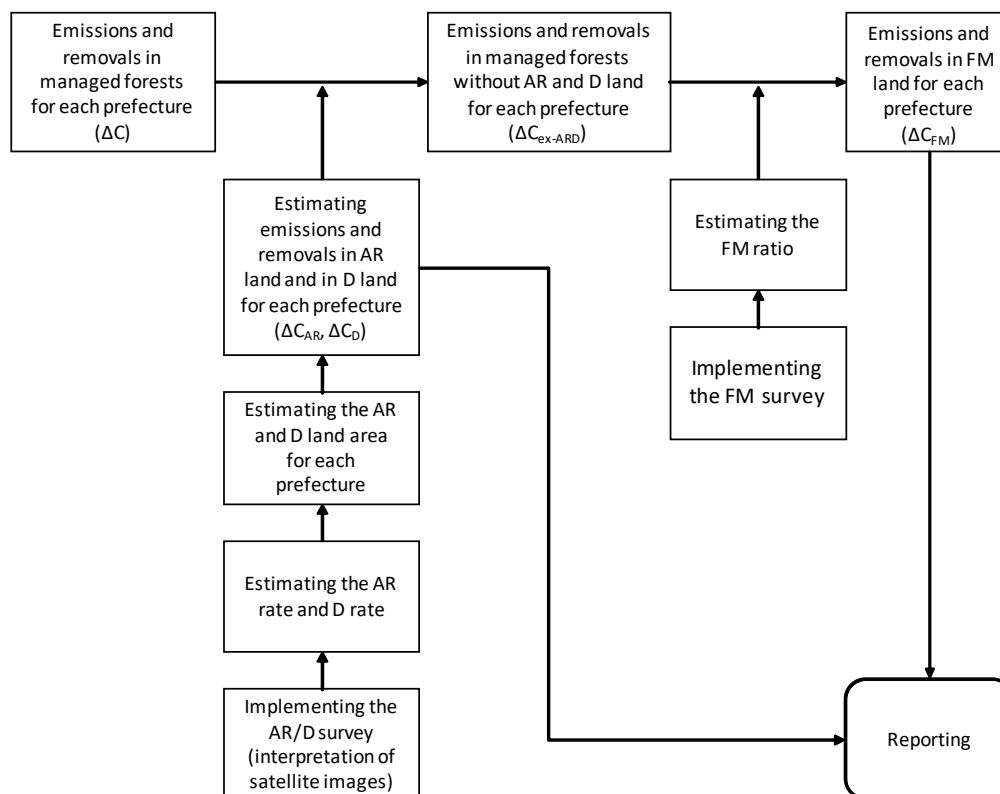 Emissions and
removals in
managed forests
for each prefecture
(ΔC)
Emissions and removals
in managed forests
without AR and D land
for each prefecture
(ΔCex-ARD)
Emissions and
removals in FM
land for each
prefecture
(ΔCFM)
Estimating
emissions and
removals in AR
land and in D land
for each prefecture
(ΔCAR, ΔCD)
Estimating the
FM ratio
Implementing
the FM survey
Estimating the AR
and D land area
for each
prefecture
Estimating the AR
rate and D rate
Implementing the
AR/D survey
(interpretation of
satellite images)
Reporting